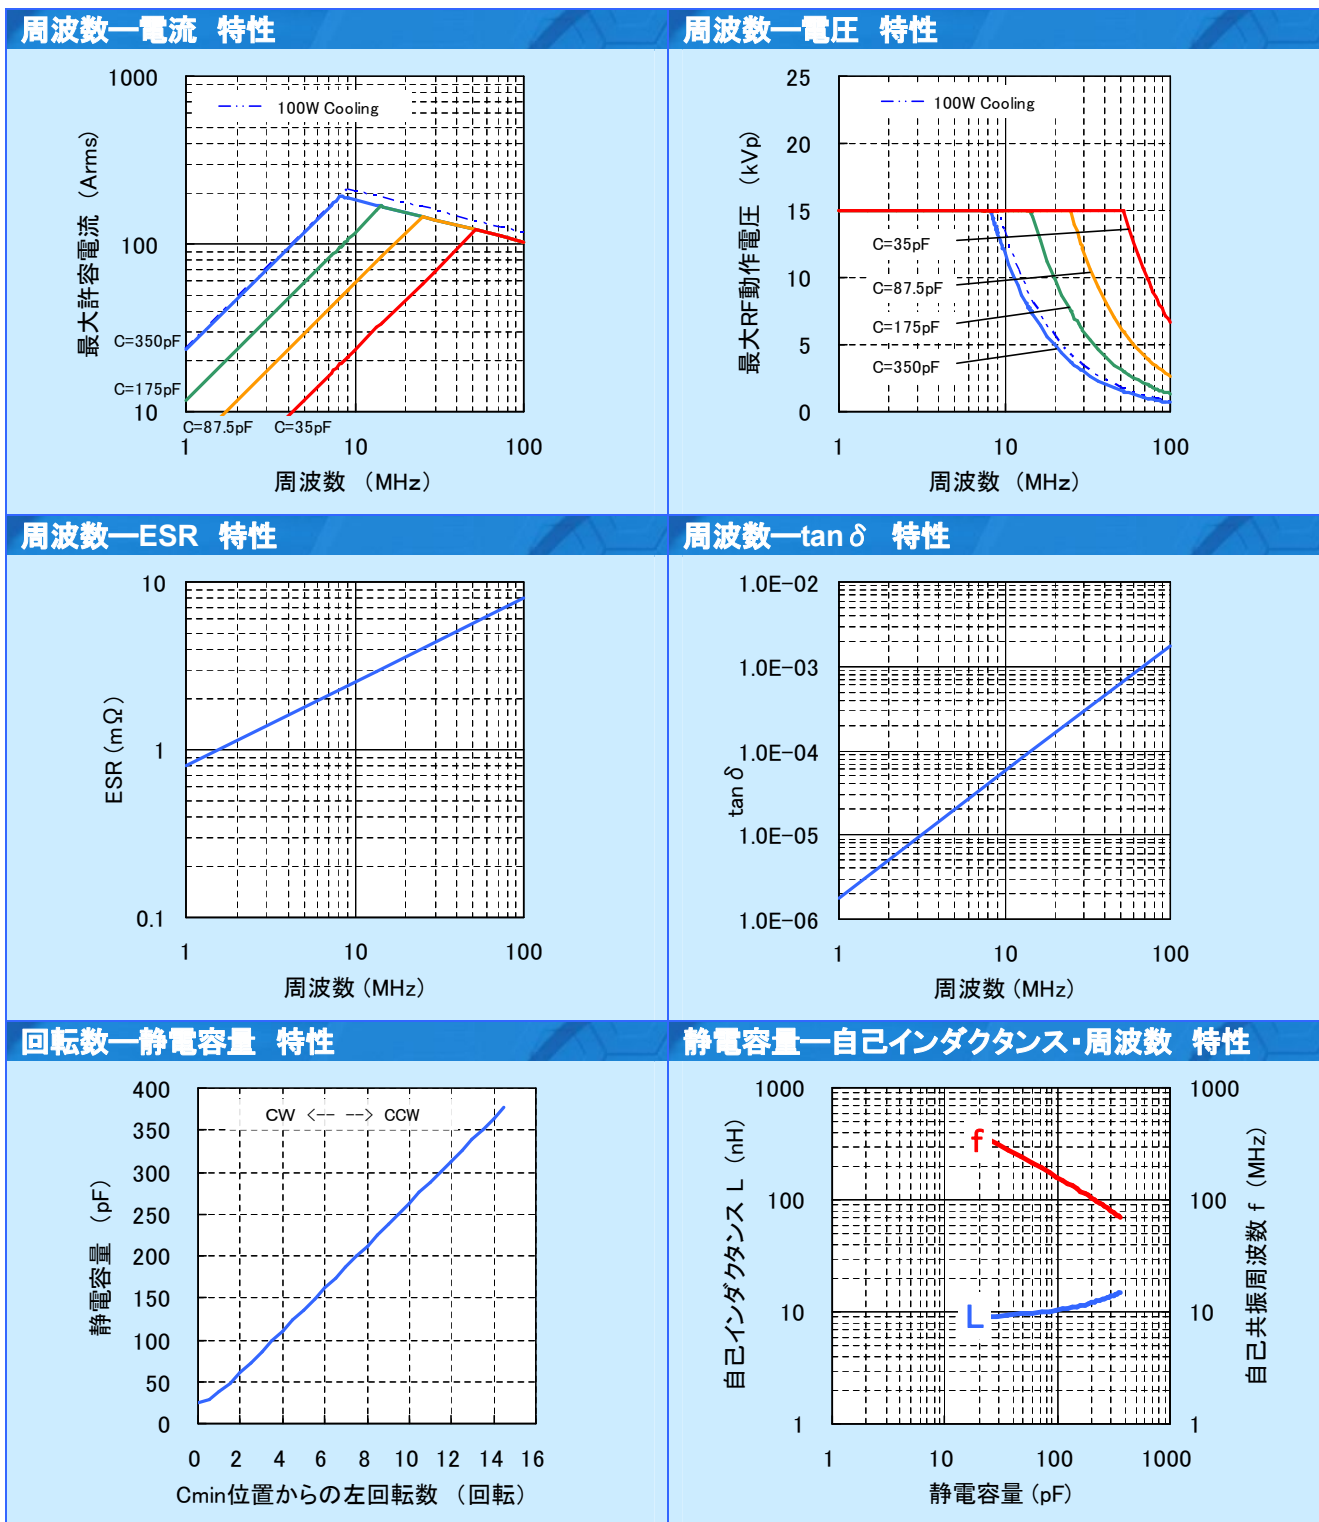 周波数―電流 特性
1000
100
10
最大許容電流 (Arms)
100W Cooling
C=350pF
C=175pF
C=87.5pF
C=35pF
1
10
100
周波数 (MHz)
周波数―電圧 特性
25
20
15
10
5
0
最大RF動作電圧 (kVp)
100W Cooling
C=35pF
C=87.5pF
C=175pF
C=350pF
1
10
100
周波数 (MHz)
周波数―ESR 特性
10
1
0.1
ESR (mΩ)
1
10
100
周波数 (MHz)
周波数―tanδ 特性
1.0E-02
1.0E-03
1.0E-04
1.0E-05
1.0E-06
tanδ
1
10
100
周波数 (MHz)
回転数―静電容量 特性
400
350
300
250
200
150
100
50
0
静電容量 (pF)
CW <-- --> CCW
0 2 4 6 8 10 12 14 16
Cmin位置からの左回転数 (回転)
静電容量―自己インダクタンス・周波数 特性
1000
100
10
1
自己インダクタンス L (nH)
f
L
1000
100
10
1
自己共振周波数 f (MHz)
1
10
100
1000
静電容量 (pF)